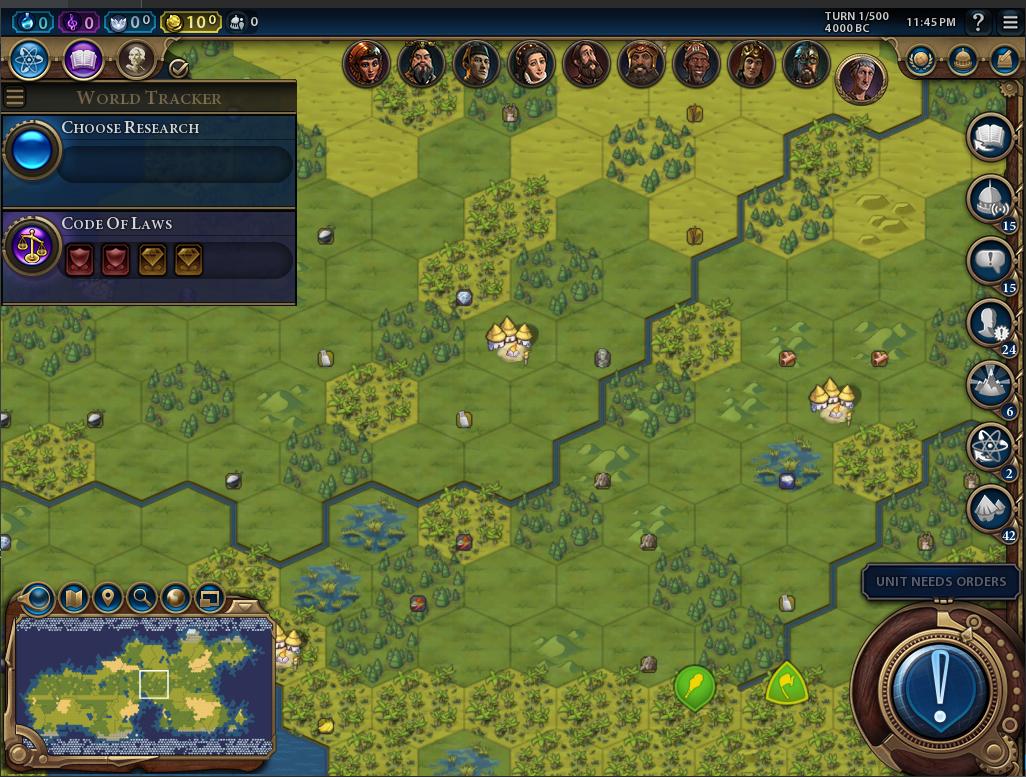 0 0 0⁰ 10⁰ 0
TURN 1/500
4000 BC
11:45 PM
?
WORLD TRACKER
CHOOSE RESEARCH
CODE OF LAWS
15
15
24
6
2
42
UNIT NEEDS ORDERS